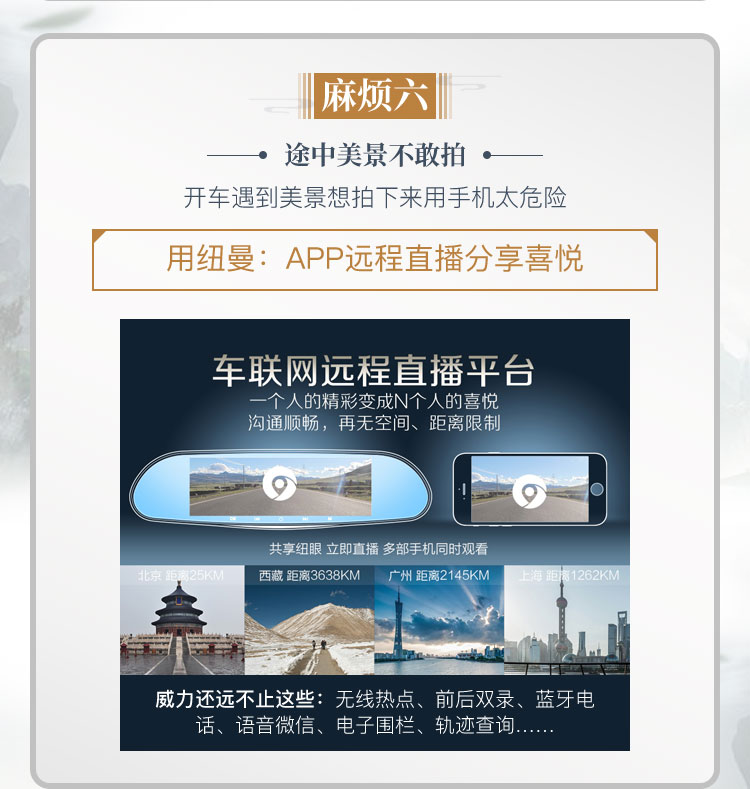 麻烦六
途中美景不敢拍
开车遇到美景想拍下来用手机太危险
用纽曼：APP远程直播分享喜悦
车联网远程直播平台
一个人的精彩变成N个人的喜悦
沟通顺畅，再无空间、距离限制
共享纽眼 立即直播 多部手机同时观看
北京 距离25KM
西藏 距离3638KM
广州 距离2145KM
上海 距离1262KM
威力还远不止这些：无线热点、前后双录、蓝牙电
话、语音微信、电子围栏、轨迹查询……